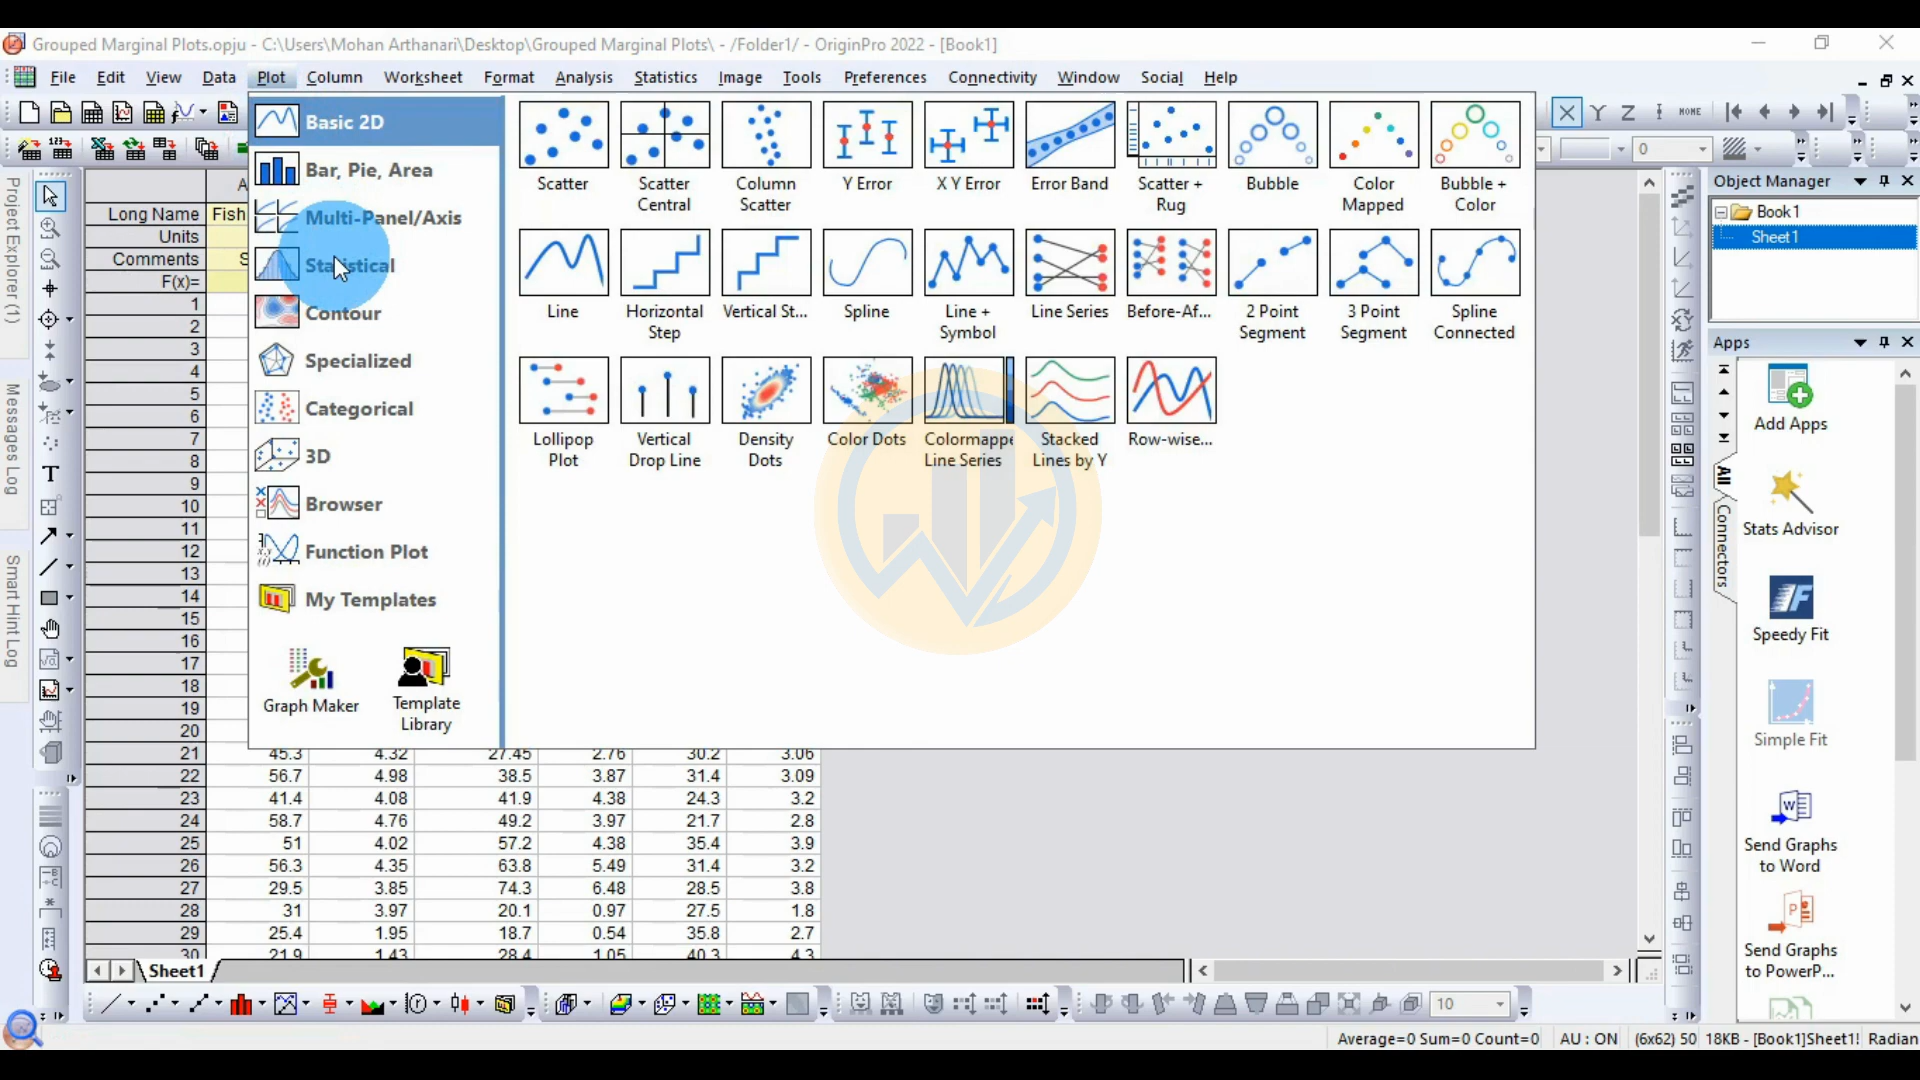 Grouped Marginal Plots.opju - C:\Users\Mohan Arthanari\Desktop\Grouped Marginal Plots\ - /Folder1/ - OriginPro 2022 - [Book1]
File Edit View Data Plot Column Worksheet Format Analysis Statistics Image Tools Preferences Connectivity Window Social Help
X Y Z HOME
0
Project Explorer (1)
Messages Log
Smart Hint Log
Basic 2D
Bar, Pie, Area
Multi-Panel/Axis
Statistical
Contour
Specialized
Categorical
3D
Browser
Function Plot
My Templates
Graph Maker
Template Library
Scatter
Scatter Central
Column Scatter
Y Error
X Y Error
Error Band
Scatter + Rug
Bubble
Color Mapped
Bubble + Color
Line
Horizontal Step
Vertical St...
Spline
Line + Symbol
Line Series
Before-Af...
2 Point Segment
3 Point Segment
Spline Connected
Lollipop Plot
Vertical Drop Line
Density Dots
Color Dots
Colormappe Line Series
Stacked Lines by Y
Row-wise...
A
Long Name Fish
Units
Comments S
F(x)=
1
2
3
4
5
6
7
8
9
10
11
12
13
14
15
16
17
18
19
20
21 45.3 4.32 27.45 2.76 30.2 3.06
22 56.7 4.98 38.5 3.87 31.4 3.09
23 41.4 4.08 41.9 4.38 24.3 3.2
24 58.7 4.76 49.2 3.97 21.7 2.8
25 51 4.02 57.2 4.38 35.4 3.9
26 56.3 4.35 63.8 5.49 31.4 3.2
27 29.5 3.85 74.3 6.48 28.5 3.8
28 31 3.97 20.1 0.97 27.5 1.8
29 25.4 1.95 18.7 0.54 35.8 2.7
30 21.9 1.43 28.4 1.05 40.3 4.3
Sheet1
Object Manager
Book1
Sheet1
Apps
All
Connectors
Add Apps
Stats Advisor
Speedy Fit
Simple Fit
Send Graphs to Word
Send Graphs to PowerP...
10
Average=0 Sum=0 Count=0 AU : ON (6x62) 50 18KB - [Book1]Sheet1! Radian